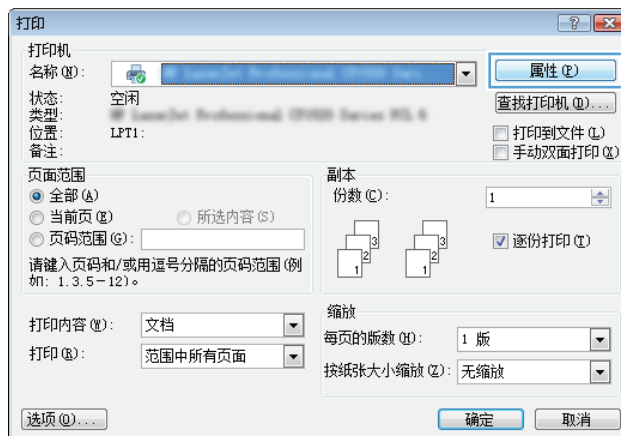 打印
打印机
名称(N):
属性(P)
状态: 空闲
类型:
查找打印机(D)...
位置: LPT1:
打印到文件(L)
备注:
手动双面打印(X)
页面范围
全部(A)
当前页(E) 所选内容(S)
页码范围(G):
请键入页码和/或用逗号分隔的页码范围(例
如: 1.3.5-12)。
副本
份数(C): 1
1 2 3 1 2 3
逐份打印(T)
打印内容(W): 文档
打印(R): 范围中所有页面
缩放
每页的版数(H): 1 版
按纸张大小缩放(Z): 无缩放
选项(O)...
确定 取消